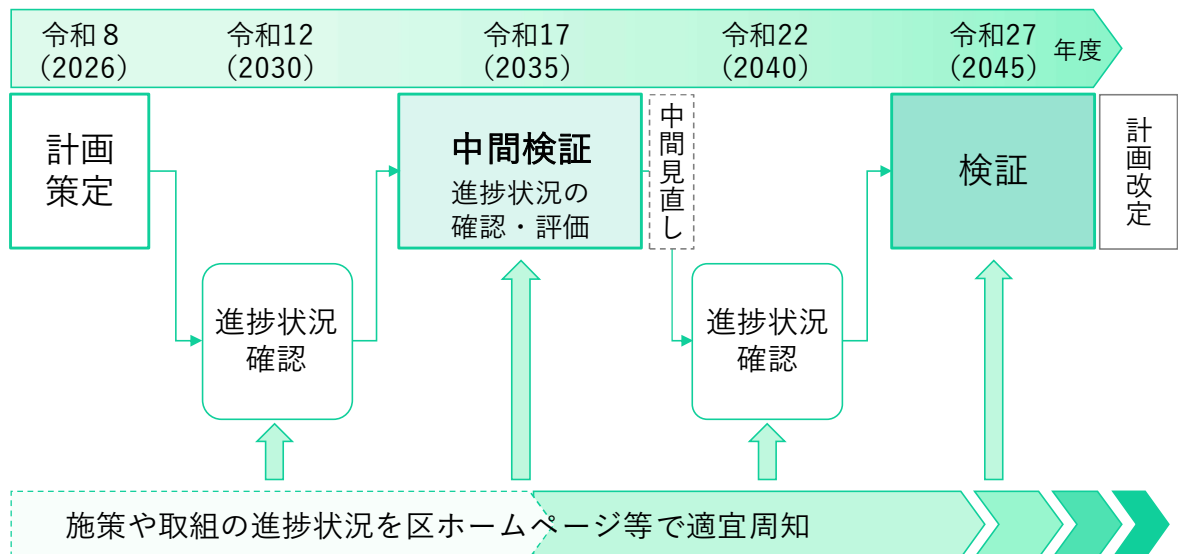 令和８
（2026）
令和12
（2030）
令和17
（2035）
令和22
（2040）
令和27
（2045）
年度
計画
策定
中間検証
進捗状況の
確認・評価
中間見直し
検証
計画改定
進捗状況
確認
進捗状況
確認
施策や取組の進捗状況を区ホームページ等で適宜周知